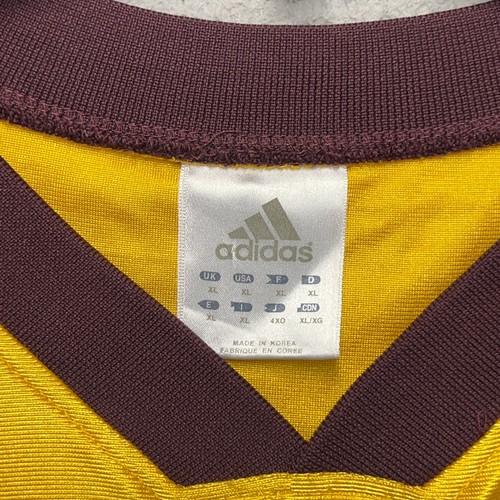 adidas
UK USA F D
XL XL XL XL
E I J CDN
XL XL 4XO XL/XG
MADE IN KOREA
FABRIQUE EN COREE